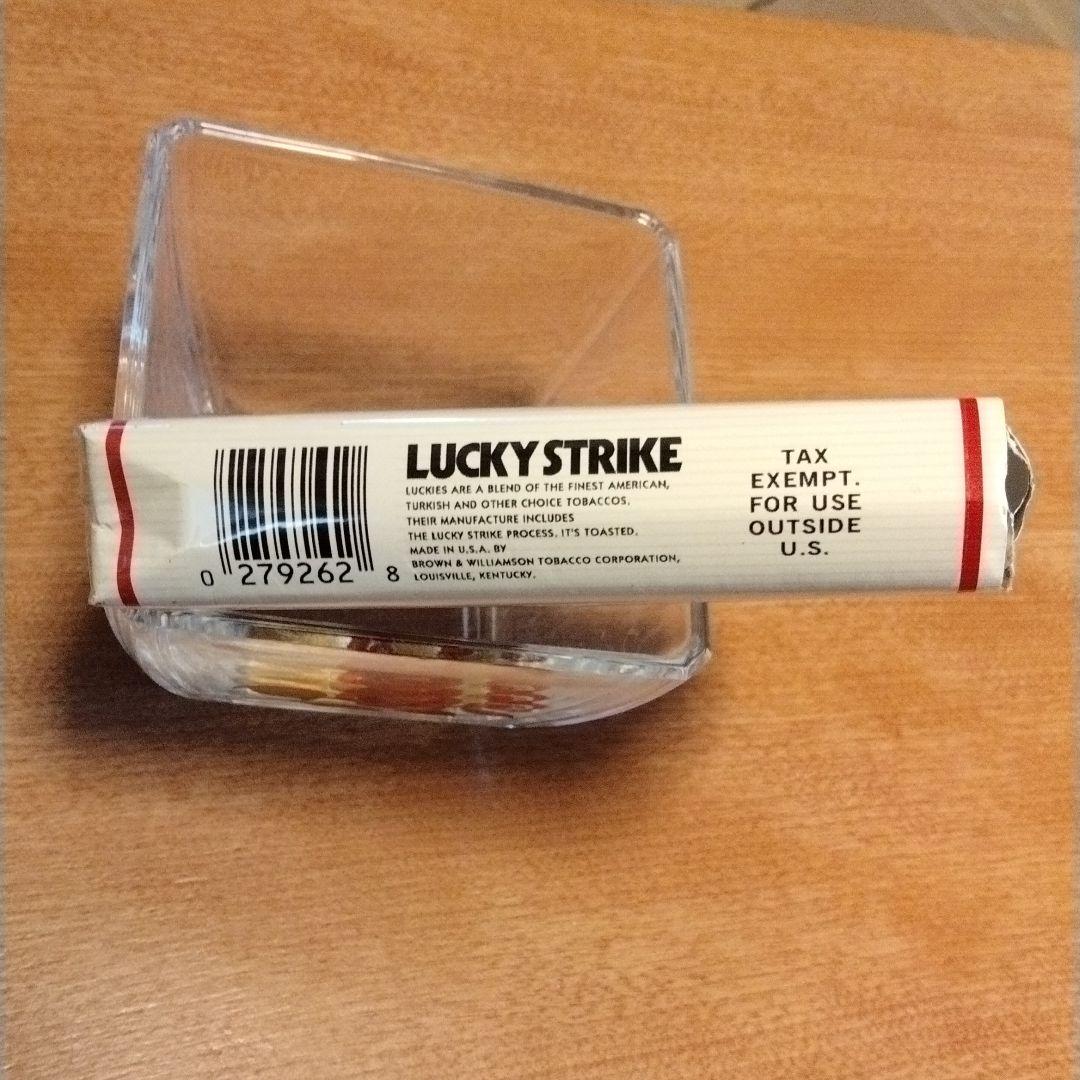 LUCKY STRIKE
LUCKIES ARE A BLEND OF THE FINEST AMERICAN,
TURKISH AND OTHER CHOICE TOBACCOS.
THEIR MANUFACTURE INCLUDES
THE LUCKY STRIKE PROCESS. IT'S TOASTED.
MADE IN U.S.A. BY
BROWN & WILLIAMSON TOBACCO CORPORATION,
LOUISVILLE, KENTUCKY.
0 279262 8
TAX
EXEMPT.
FOR USE
OUTSIDE
U.S.